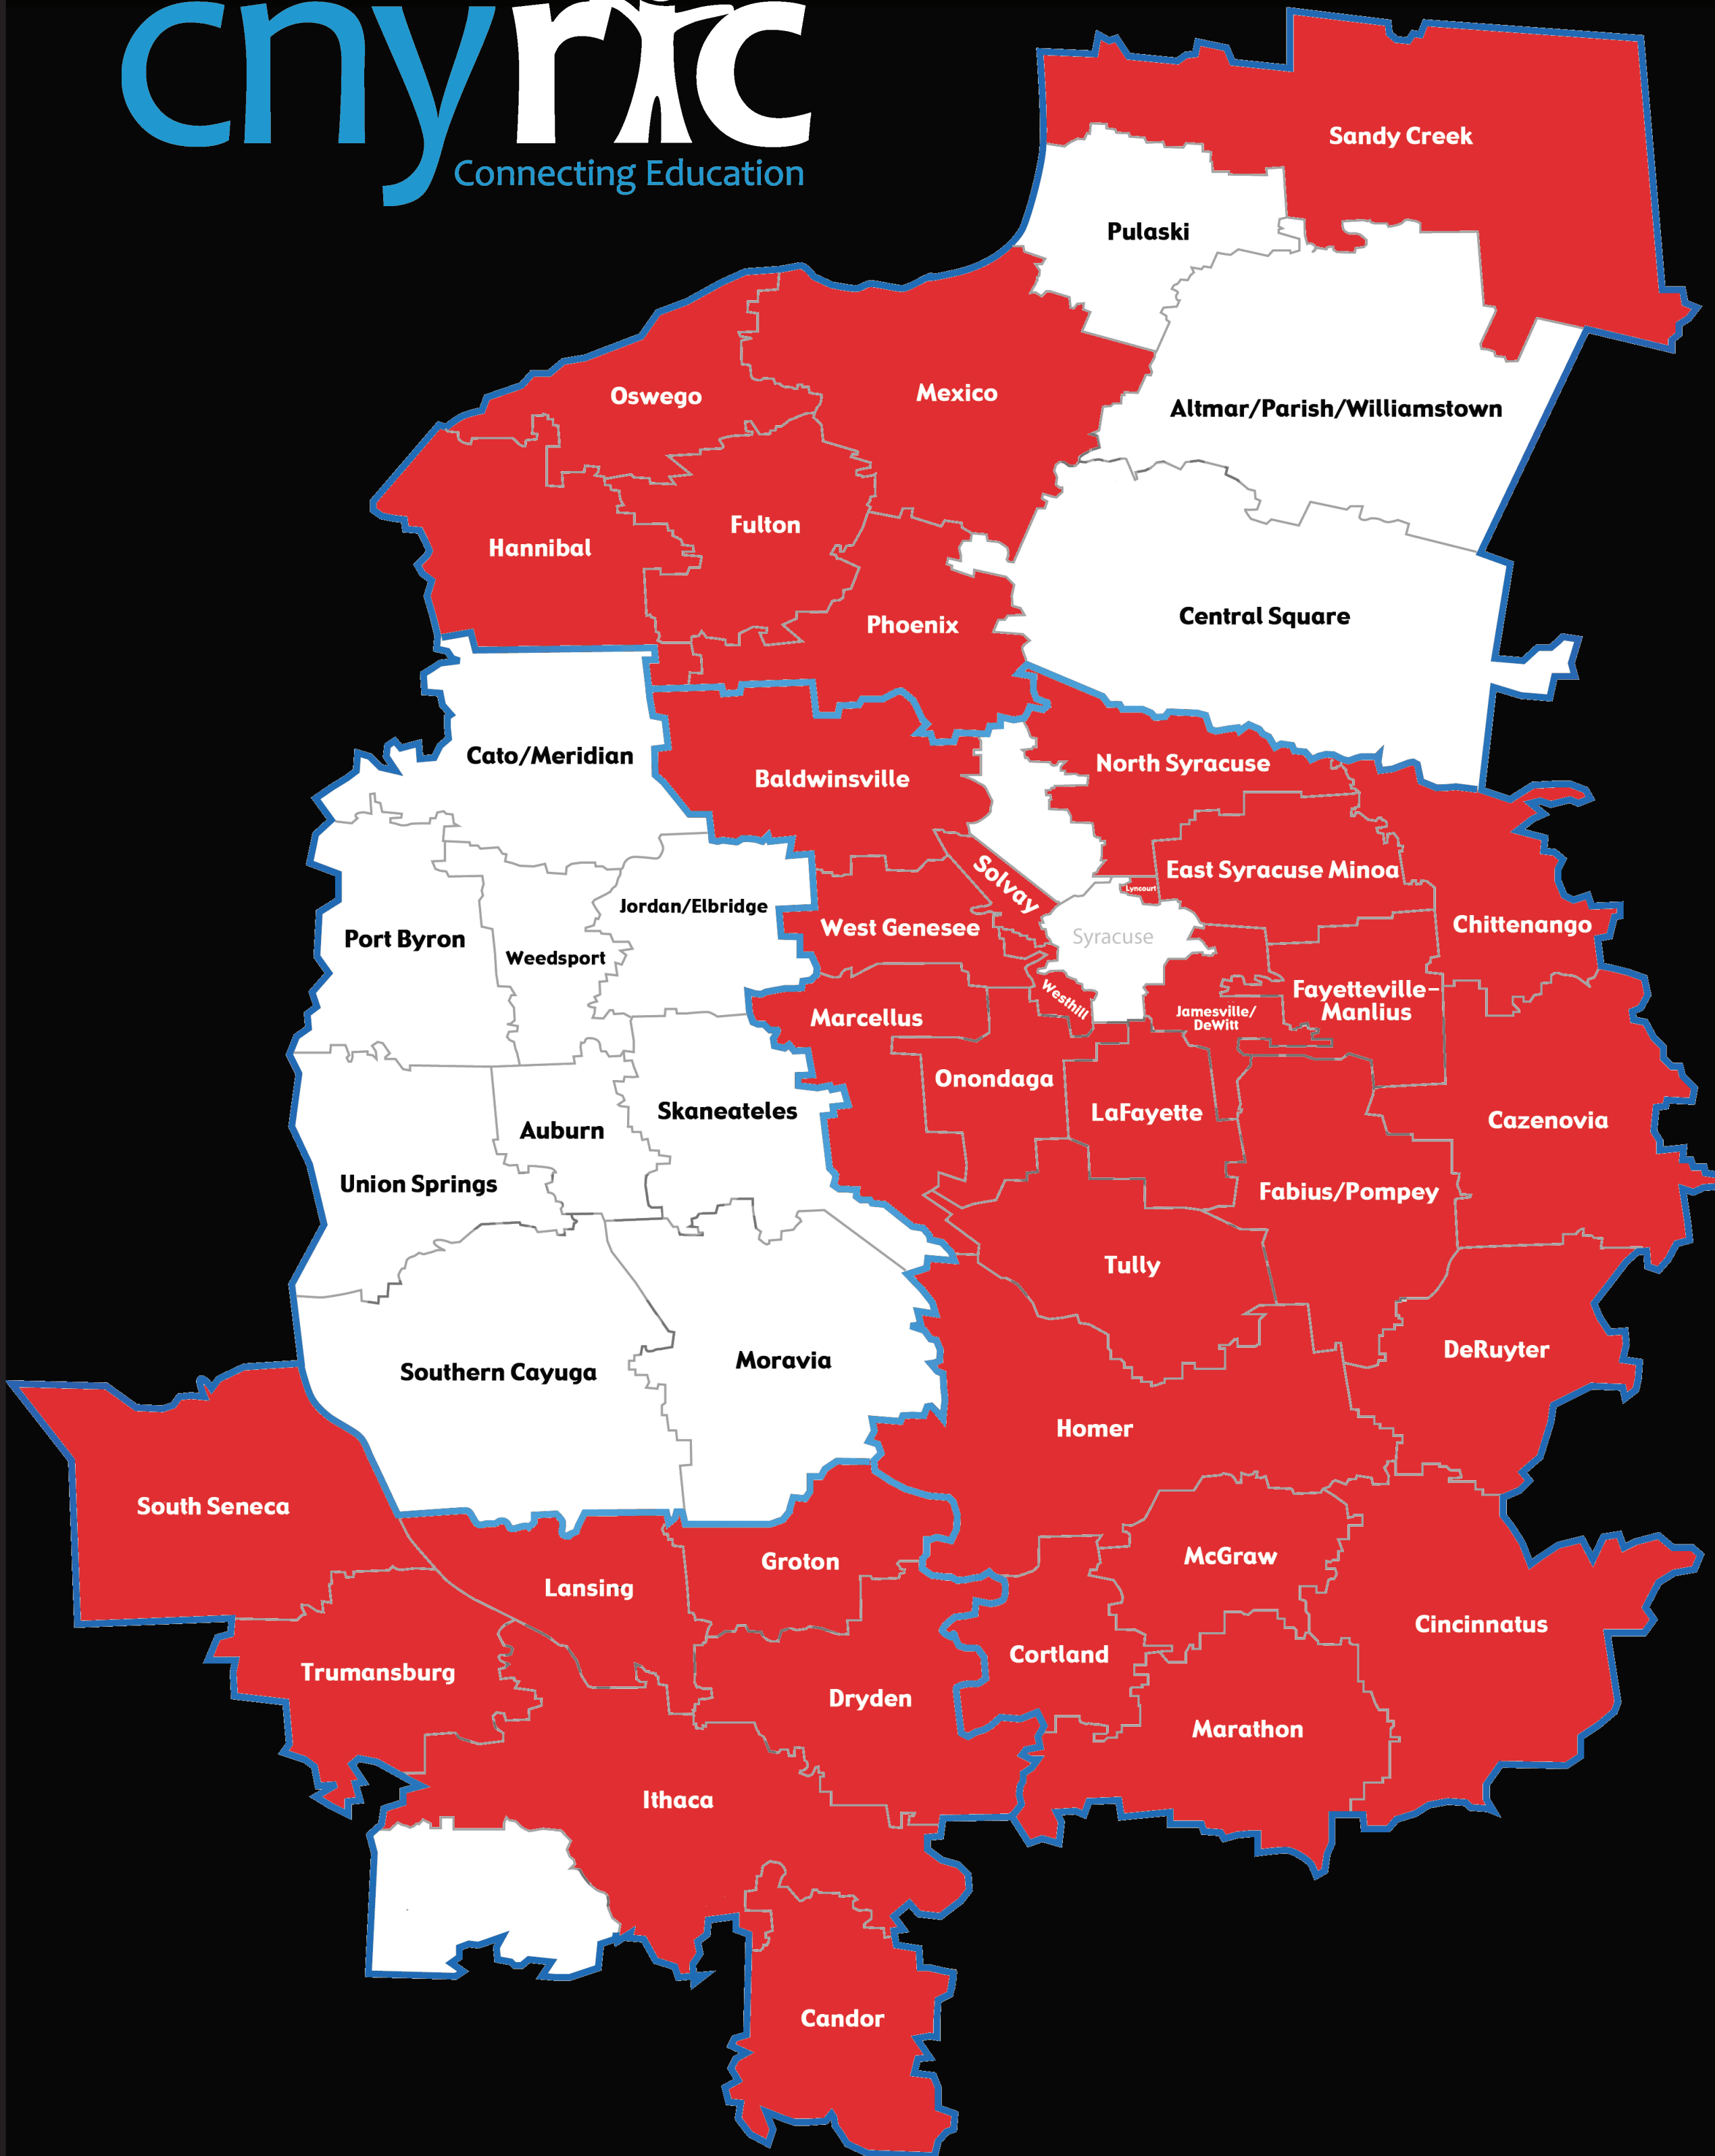 cnyric
Connecting Education
Sandy Creek
Pulaski
Oswego
Mexico
Altmar/Parish/Williamstown
Fulton
Hannibal
Central Square
Phoenix
Cato/Meridian
North Syracuse
Baldwinsville
East Syracuse Minoa
Solvay
Lyncourt
Jordan/Elbridge
West Genesee
Chittenango
Port Byron
Syracuse
Weedsport
Fayetteville-
Manlius
Westhill
Marcellus
Jamesville/
DeWitt
Onondaga
Skaneateles
LaFayette
Cazenovia
Auburn
Union Springs
Fabius/Pompey
Tully
DeRuyter
Moravia
Southern Cayuga
Homer
South Seneca
McGraw
Groton
Lansing
Cincinnatus
Cortland
Trumansburg
Dryden
Marathon
Ithaca
Candor